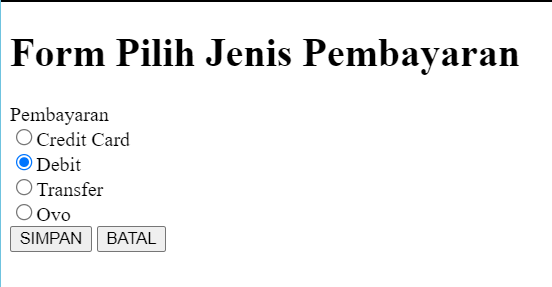 Form Pilih Jenis Pembayaran
Pembayaran
Credit Card
Debit
Transfer
Ovo
SIMPAN BATAL